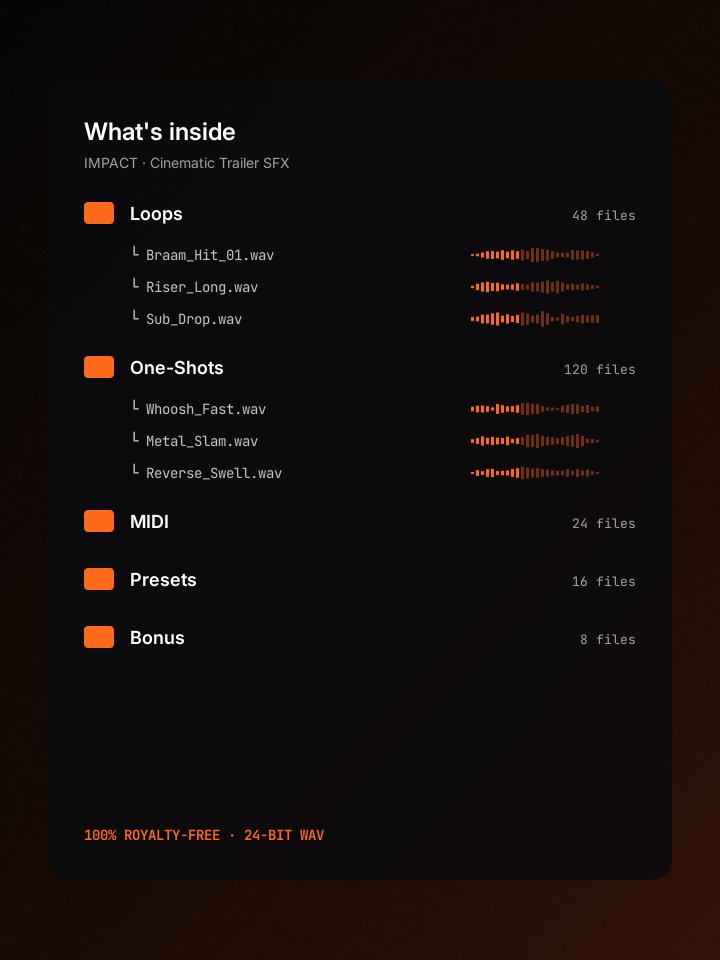 What's inside
IMPACT · Cinematic Trailer SFX
Loops 48 files
└ Braam_Hit_01.wav
└ Riser_Long.wav
└ Sub_Drop.wav
One-Shots 120 files
└ Whoosh_Fast.wav
└ Metal_Slam.wav
└ Reverse_Swell.wav
MIDI 24 files
Presets 16 files
Bonus 8 files
100% ROYALTY-FREE · 24-BIT WAV